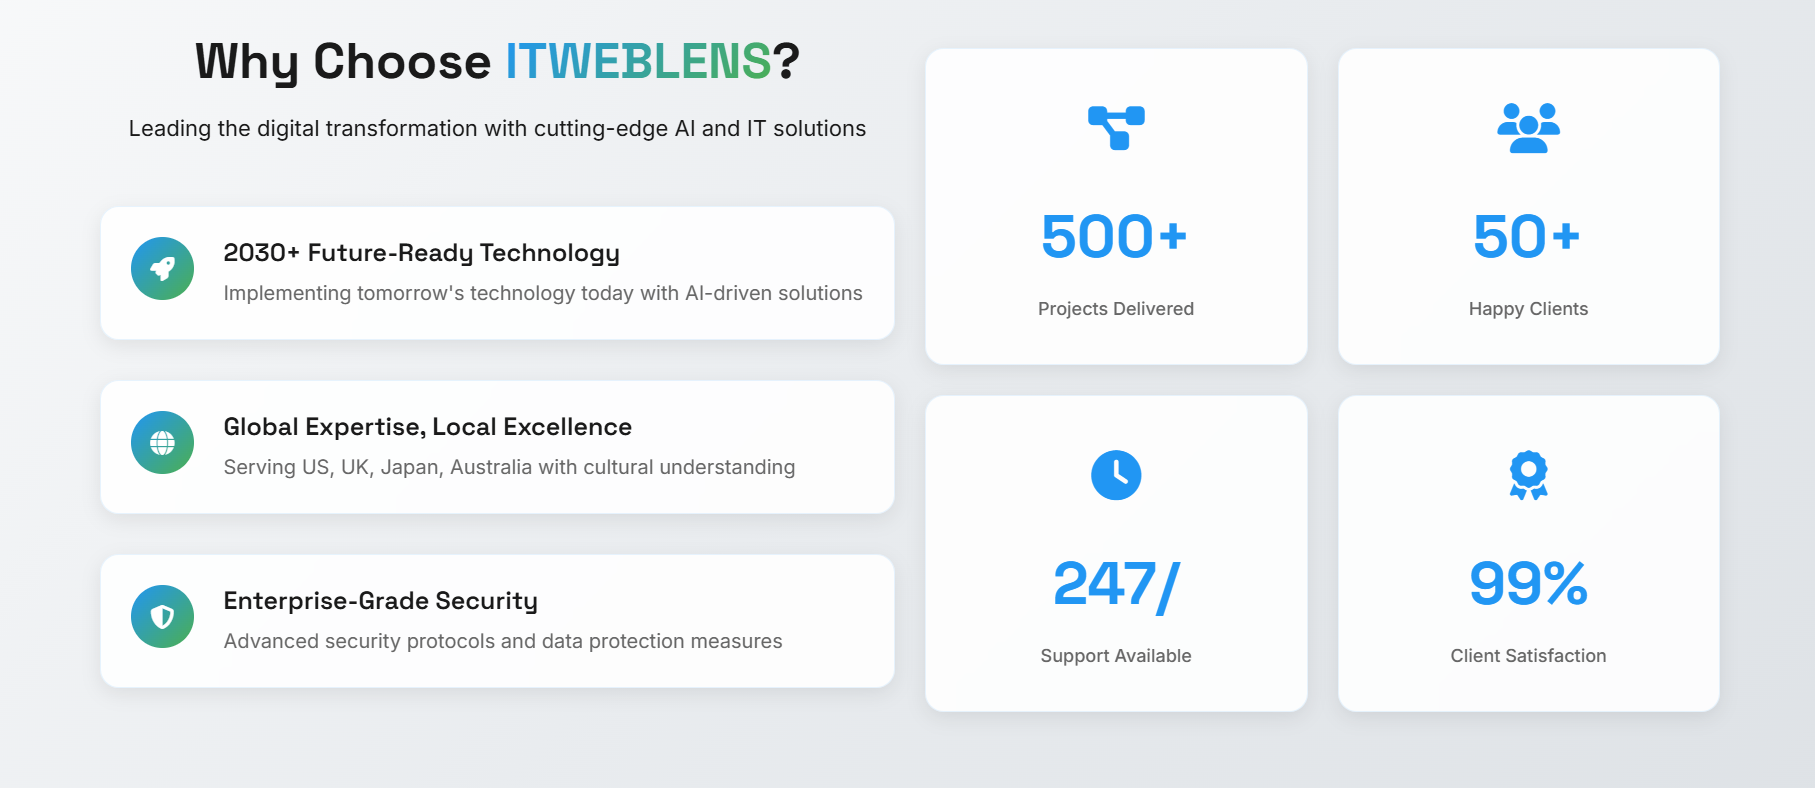 Why Choose ITWEBLENS?
Leading the digital transformation with cutting-edge AI and IT solutions
2030+ Future-Ready Technology
Implementing tomorrow's technology today with AI-driven solutions
Global Expertise, Local Excellence
Serving US, UK, Japan, Australia with cultural understanding
Enterprise-Grade Security
Advanced security protocols and data protection measures
500+
Projects Delivered
50+
Happy Clients
247/
Support Available
99%
Client Satisfaction